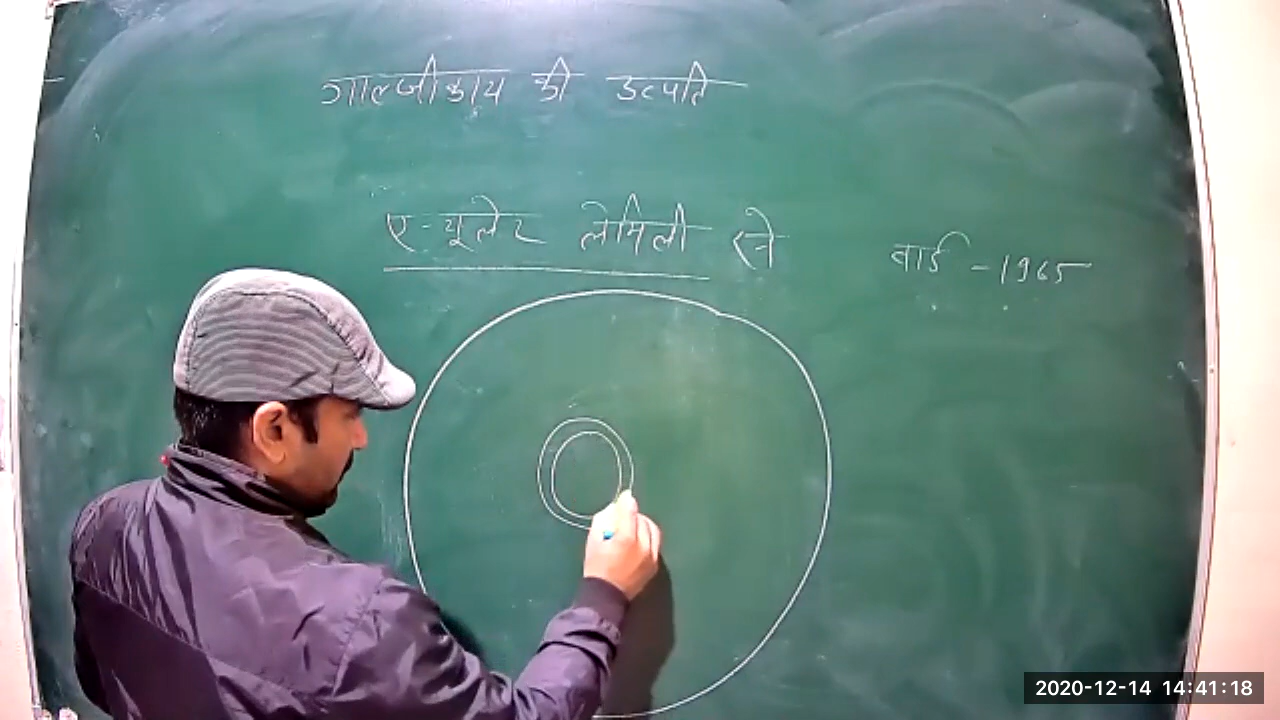 गाल्जीकाय की उत्पति
ए-यूलेट लेमिली से
बार्ड - 1965
2020-12-14 14:41:18